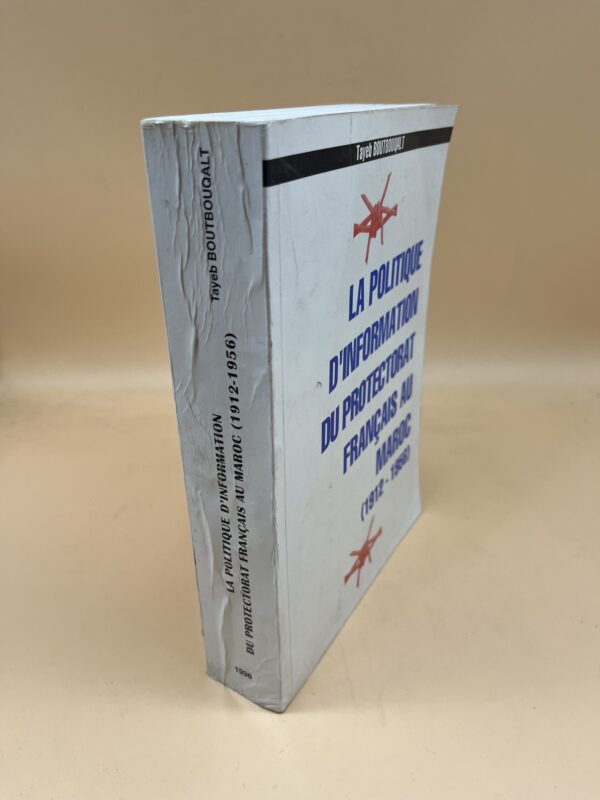 Tayeb BOUTBOUQALT
LA POLITIQUE
D'INFORMATION
DU PROTECTORAT
FRANÇAIS AU
MAROC
(1912 - 1956)
Tayeb BOUTBOUQALT
LA POLITIQUE D'INFORMATION
DU PROTECTORAT FRANÇAIS AU MAROC (1912-1956)
1996